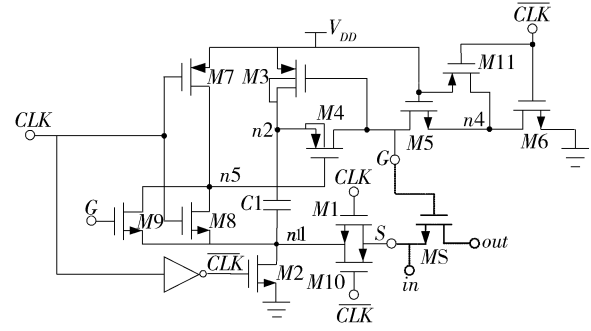 CLK
V_DD
M7
M3
M11
CLK
M4
n2
M5
n4
M6
n5
G
C1
CLK
G
M9
M8
M1
S
MS
out
n1
CLK
M2
M10
in
CLK